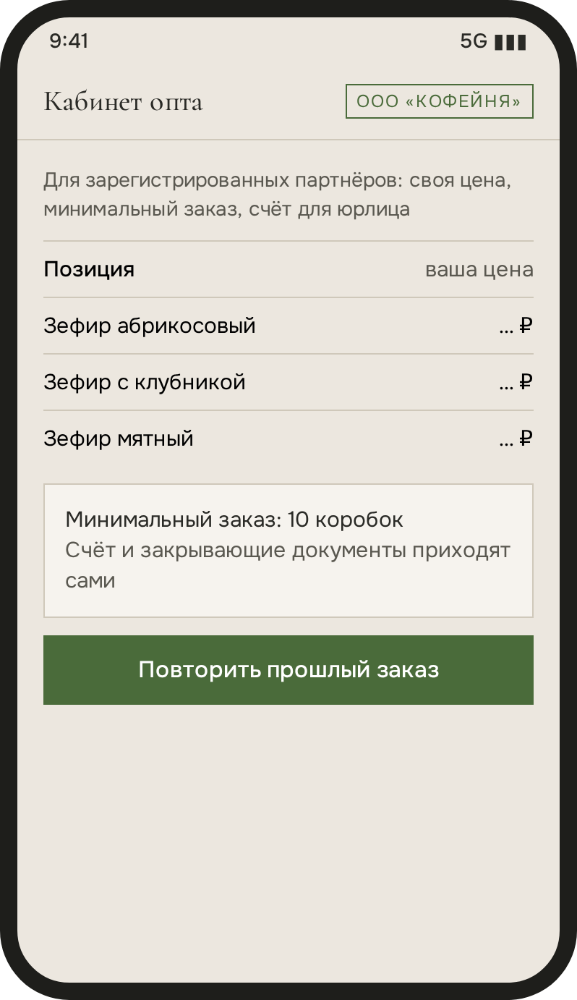 9:41 5G
Кабинет опта ООО «КОФЕЙНЯ»
Для зарегистрированных партнёров: своя цена,
минимальный заказ, счёт для юрлица
Позиция ваша цена
Зефир абрикосовый ... ₽
Зефир с клубникой ... ₽
Зефир мятный ... ₽
Минимальный заказ: 10 коробок
Счёт и закрывающие документы приходят
сами
Повторить прошлый заказ